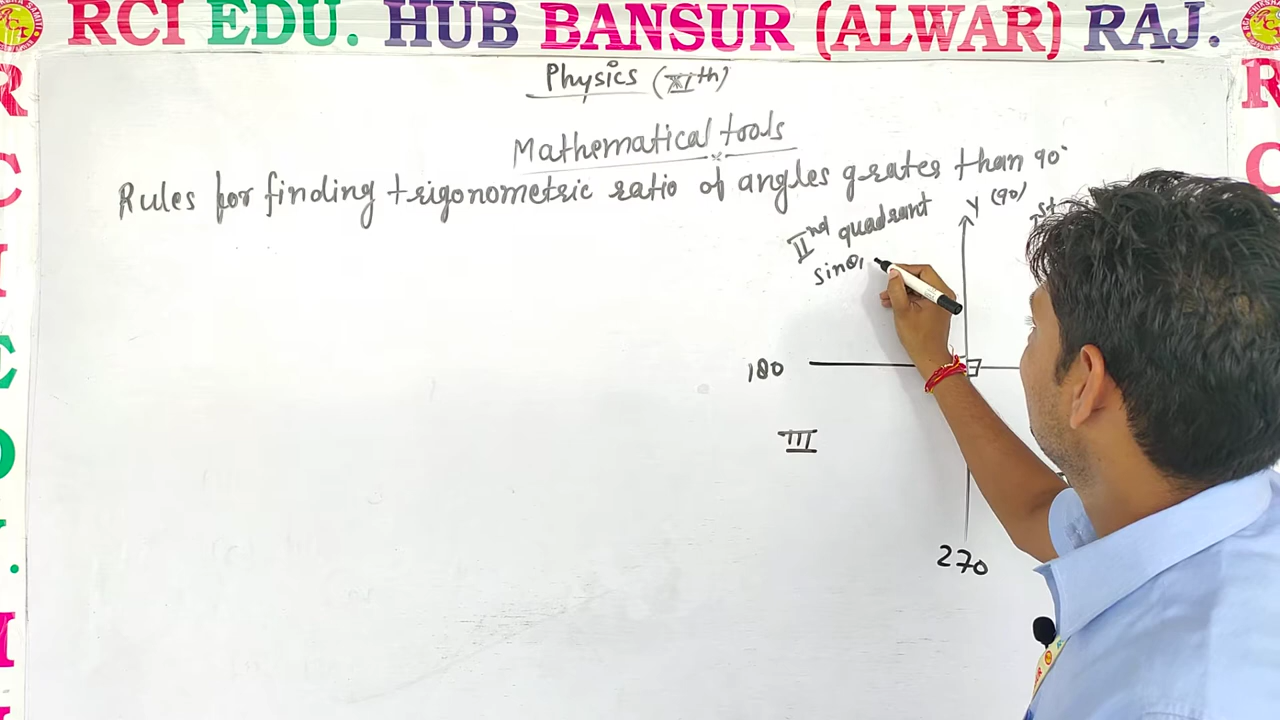 RCI EDU. HUB BANSUR (ALWAR) RAJ.
Physics (XIth)
Mathematical tools
Rules for finding trigonometric ratio of angles grates than 90°
Y (90)
IInd quadrant
sinθ,
180
III
270
R
C
I
E
D
R
C